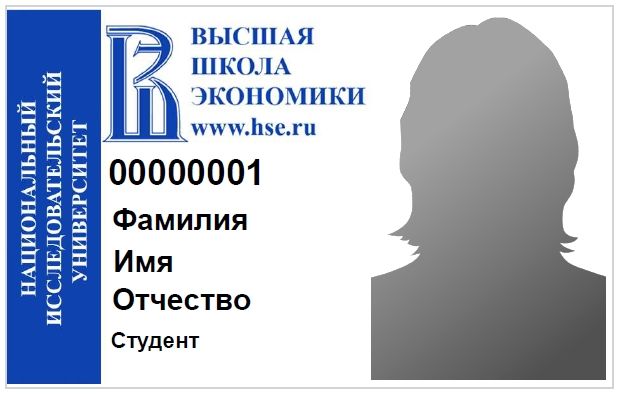 НАЦИОНАЛЬНЫЙ
ИССЛЕДОВАТЕЛЬСКИЙ
УНИВЕРСИТЕТ
ВЫСШАЯ
ШКОЛА
ЭКОНОМИКИ
www.hse.ru
00000001
Фамилия
Имя
Отчество
Студент